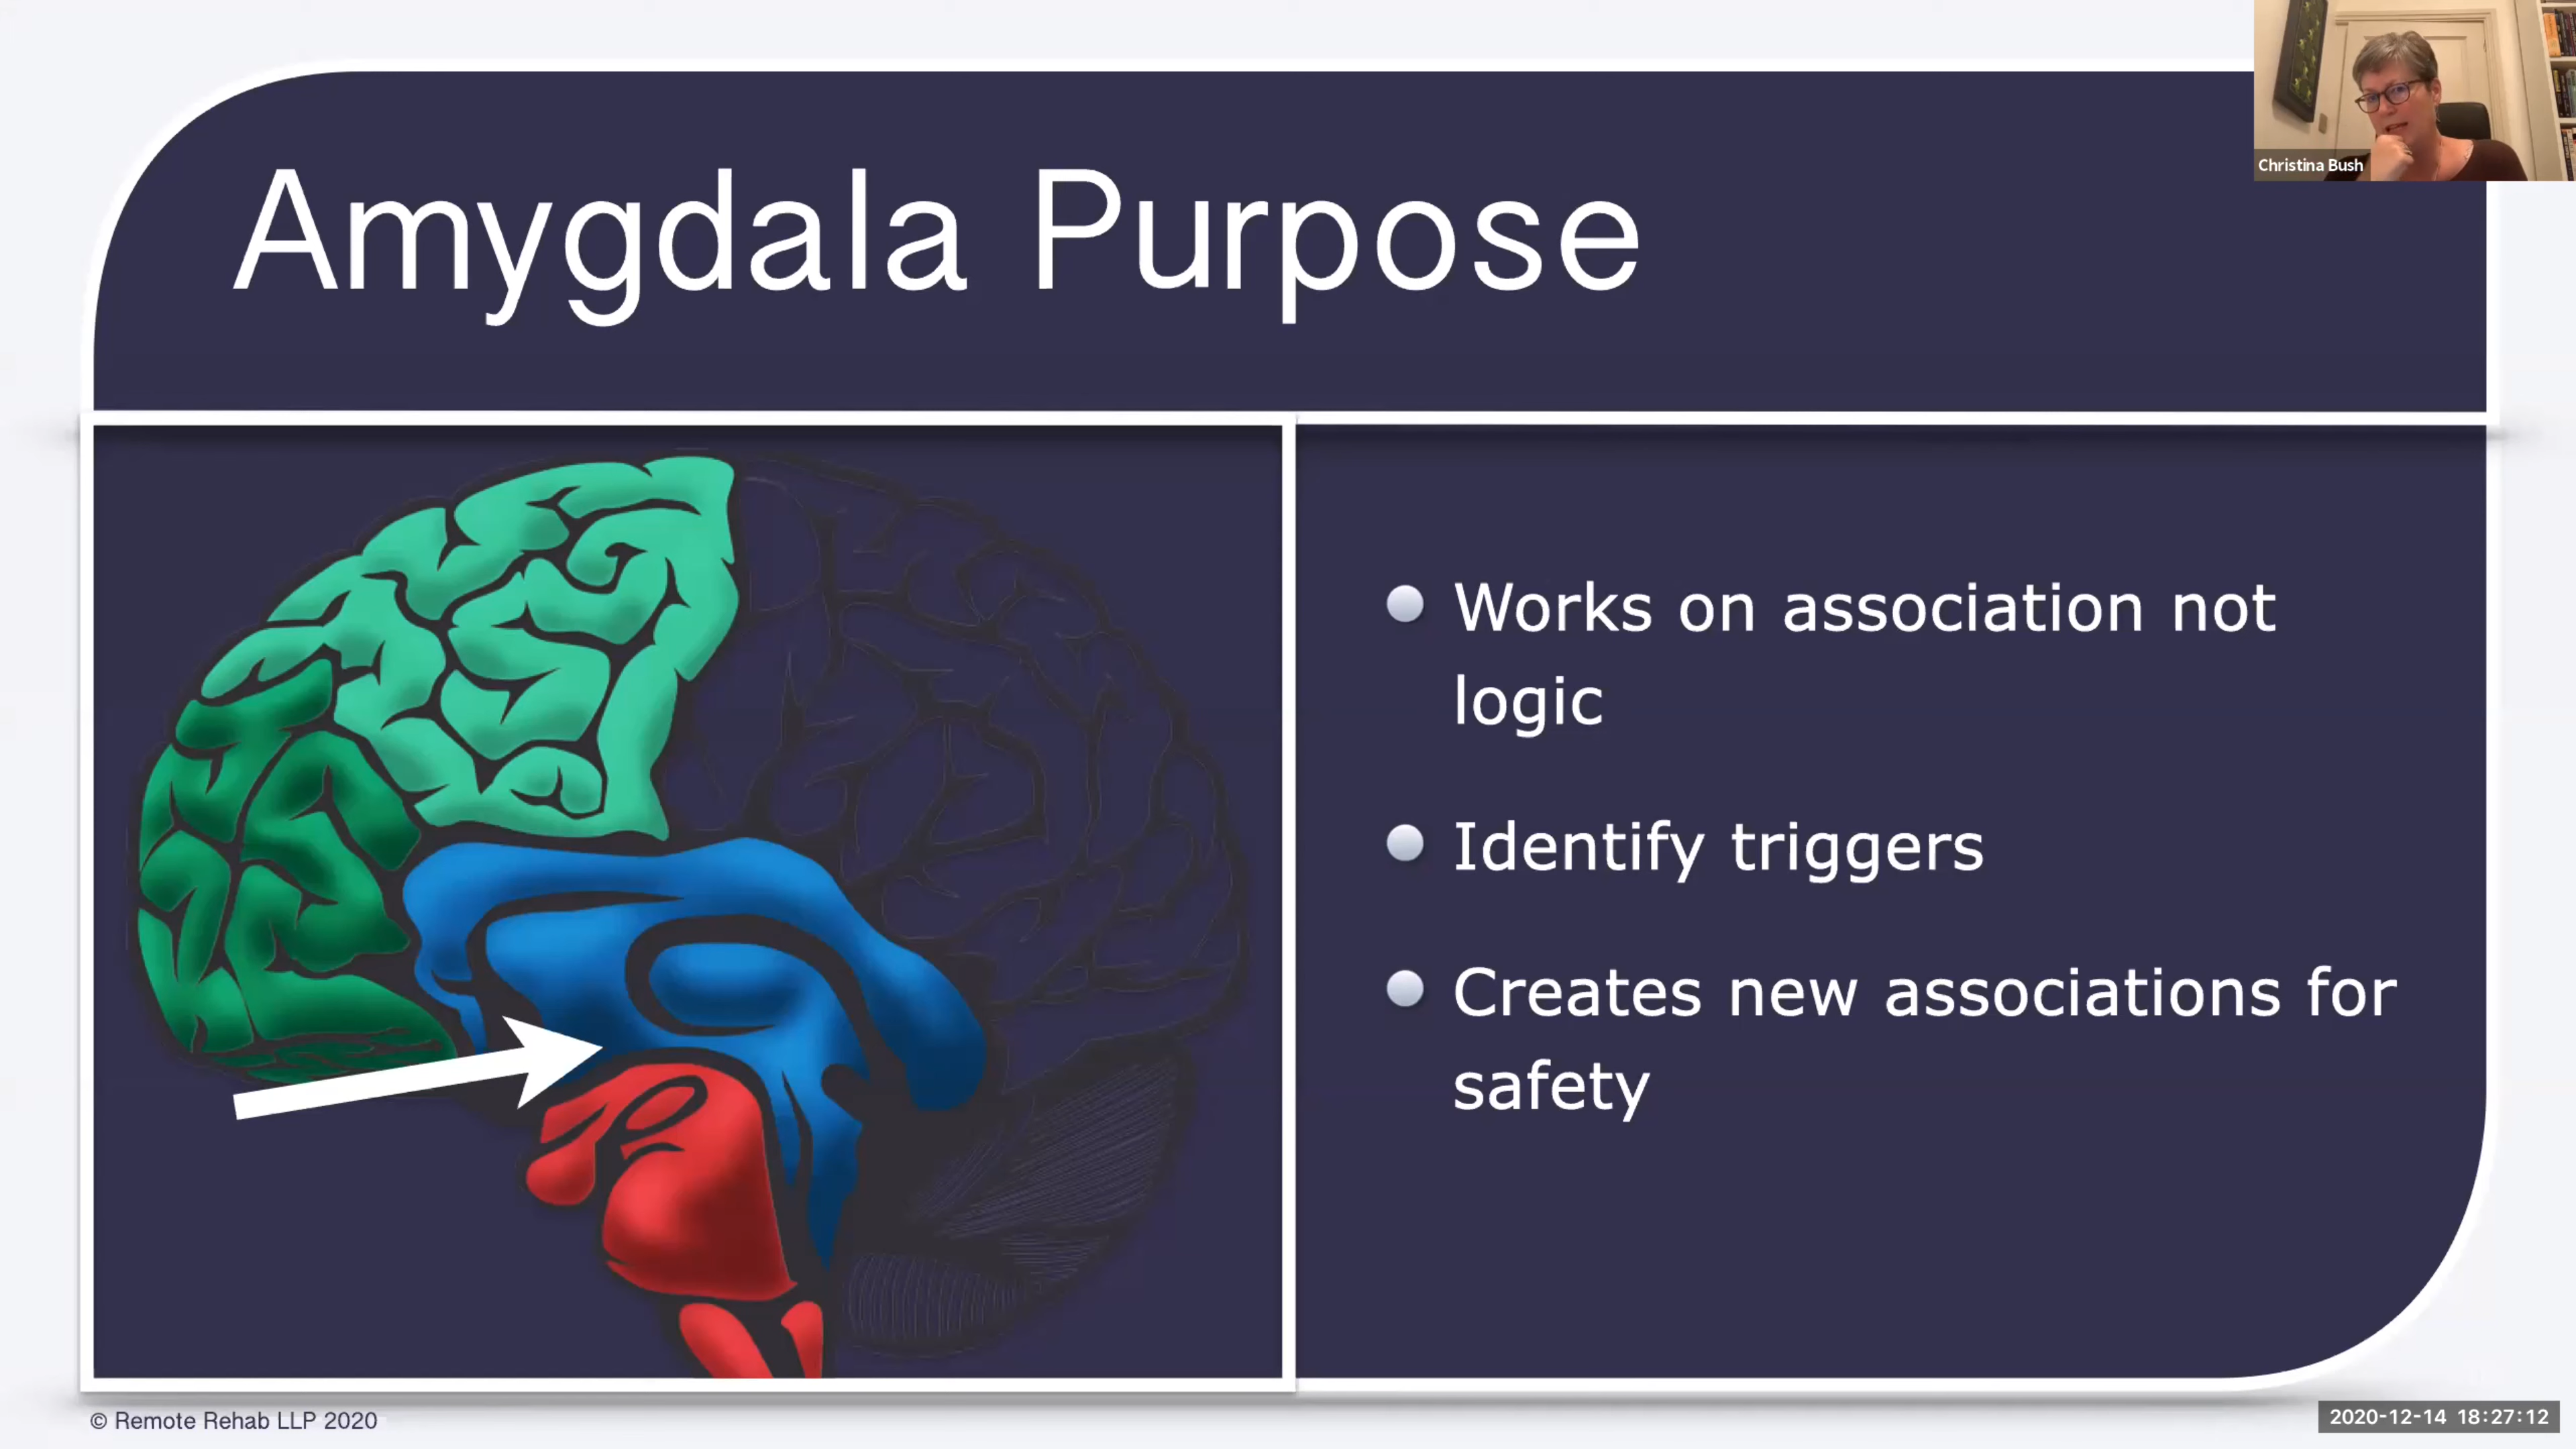 Christina Bush
Amygdala Purpose
Works on association not
logic
Identify triggers
Creates new associations for
safety
© Remote Rehab LLP 2020
2020-12-14 18:27:12